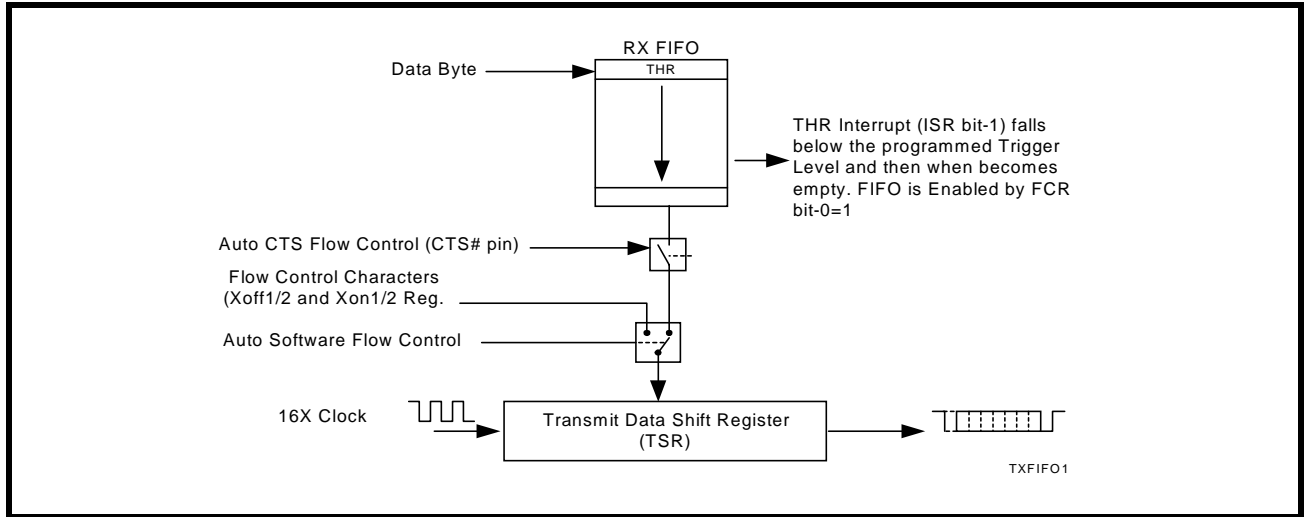 RX FIFO
Data Byte
THR
THR Interrupt (ISR bit-1) falls
below the programmed Trigger
Level and then when becomes
empty. FIFO is Enabled by FCR
bit-0=1
Auto CTS Flow Control (CTS# pin)
Flow Control Characters
(Xoff1/2 and Xon1/2 Reg.
Auto Software Flow Control
16X Clock
Transmit Data Shift Register
(TSR)
TXFIFO1